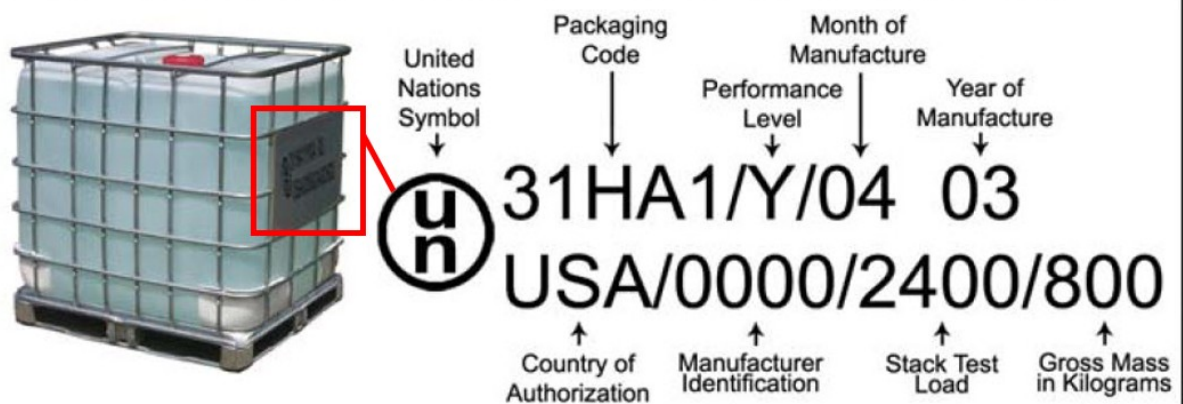 United Nations Symbol
Packaging Code
Performance Level
Month of Manufacture
Year of Manufacture
un
31HA1/Y/04 03
USA/0000/2400/800
Country of Authorization
Manufacturer Identification
Stack Test Load
Gross Mass in Kilograms